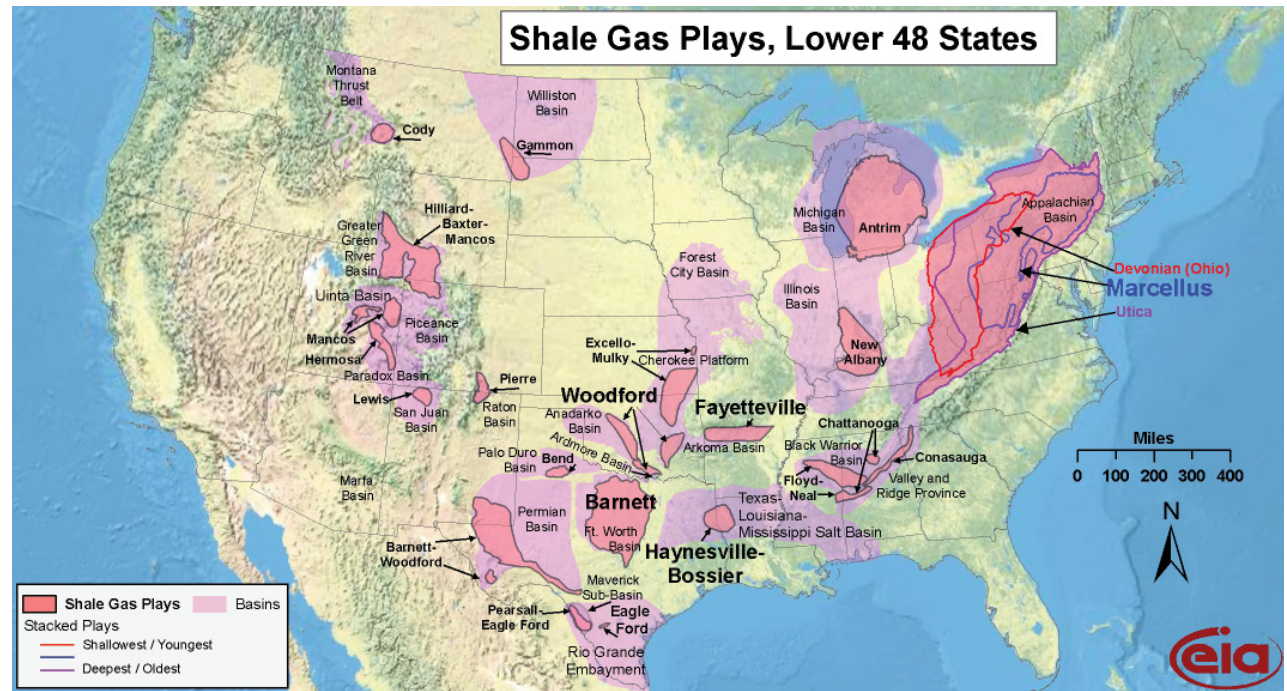 Shale Gas Plays, Lower 48 States
Montana
Thrust
Belt
Cody
Williston
Basin
Gammon
Hilliard-
Baxter-
Mancos
Greater
Green
River
Basin
Uinta Basin
Piceance
Basin
Mancos
Hermosa
Paradox Basin
Lewis
San Juan
Basin
Pierre
Raton
Basin
Michigan
Basin
Antrim
Forest
City Basin
Illinois
Basin
New
Albany
Excello-
Mulky
Cherokee Platform
Appalachian
Basin
Devonian (Ohio)
Marcellus
Utica
Woodford
Anadarko
Basin
Ardmore Basin
Arkoma Basin
Fayetteville
Palo Duro
Basin
Bend
Chattanooga
Black Warrior
Basin
Conasauga
Floyd-
Neal
Valley and
Ridge Province
Marfa
Basin
Permian
Basin
Barnett
Ft. Worth
Basin
Barnett-
Woodford
Texas-
Louisiana-
Mississippi Salt Basin
Haynesville-
Bossier
Maverick
Sub-Basin
Pearsall-
Eagle Ford
Eagle
Ford
Rio Grande
Embayment
Miles
0 100 200 300 400
N
Shale Gas Plays
Basins
Stacked Plays
Shallowest / Youngest
Deepest / Oldest
eia